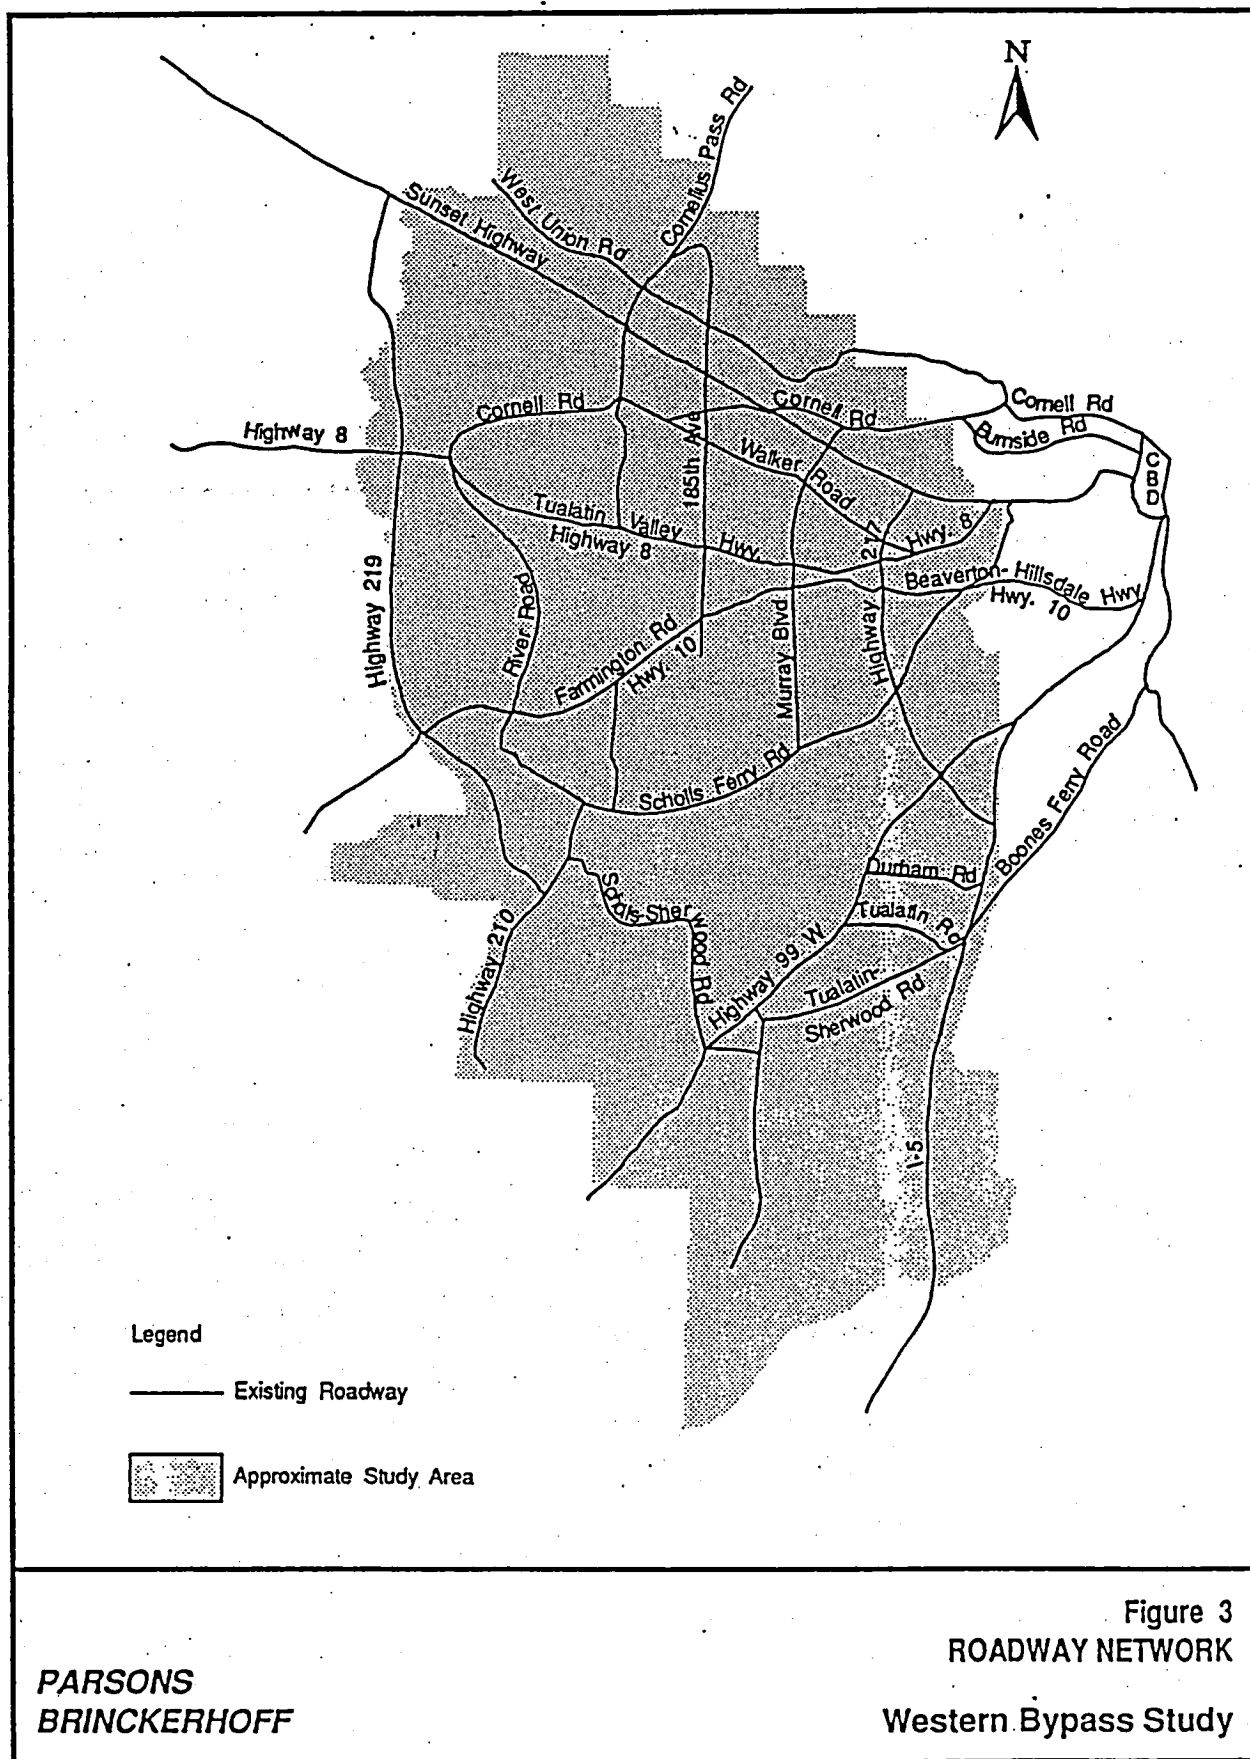 N
Cornelius Pass Rd
West Union Rd
Sunset Highway
Cornell Rd
Cornell Rd
Cornell Rd
Burnside Rd
CBD
Highway 8
185th Ave
Walker Road
Tualatin Valley Hwy.
Highway 8
Hwy. 8
Highway 217
Beaverton-Hillsdale Hwy
Hwy. 10
Highway 219
River Road
Farmington Rd
Hwy. 10
Murray Blvd
Scholls Ferry Rd
Boones Ferry Road
Durham Rd
Scholls-Sherwood Rd
Tualatin Rd
Highway 210
Highway 99 W
Tualatin-
Sherwood Rd
I-5
Legend
Existing Roadway
Approximate Study Area
Figure 3
ROADWAY NETWORK
PARSONS
BRINCKERHOFF
Western Bypass Study